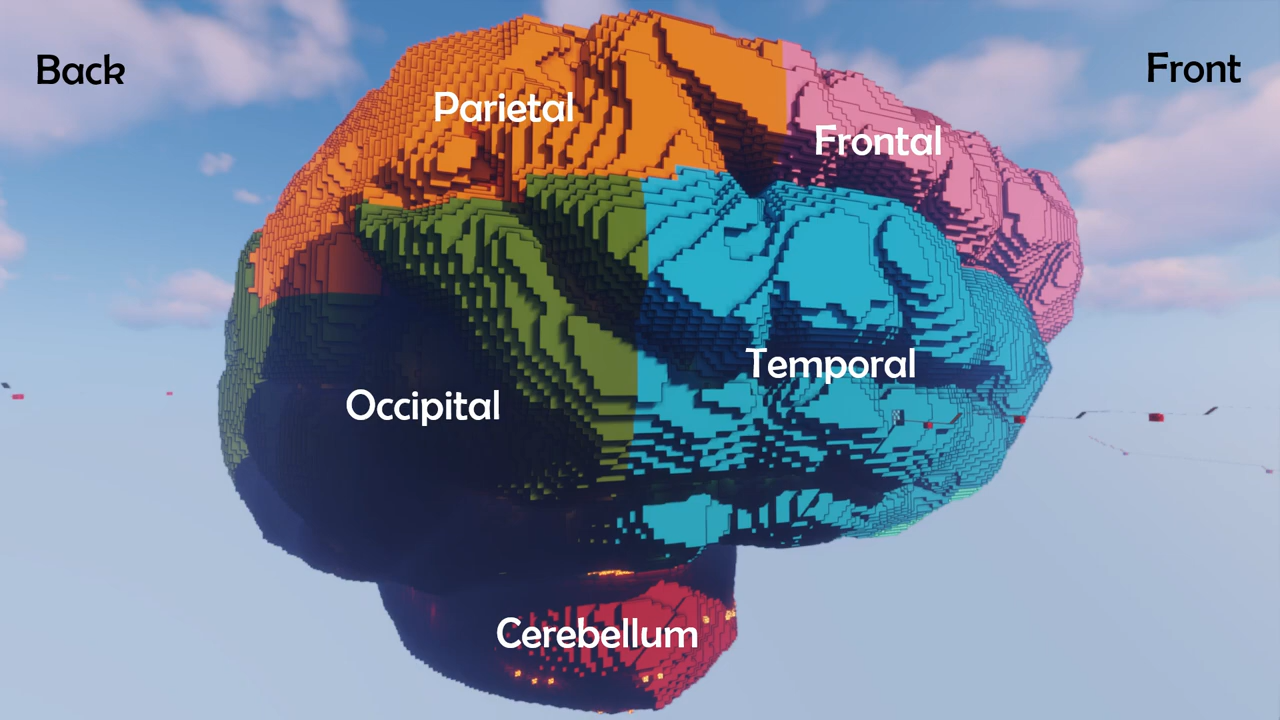 Back
Front
Parietal
Frontal
Temporal
Occipital
Cerebellum